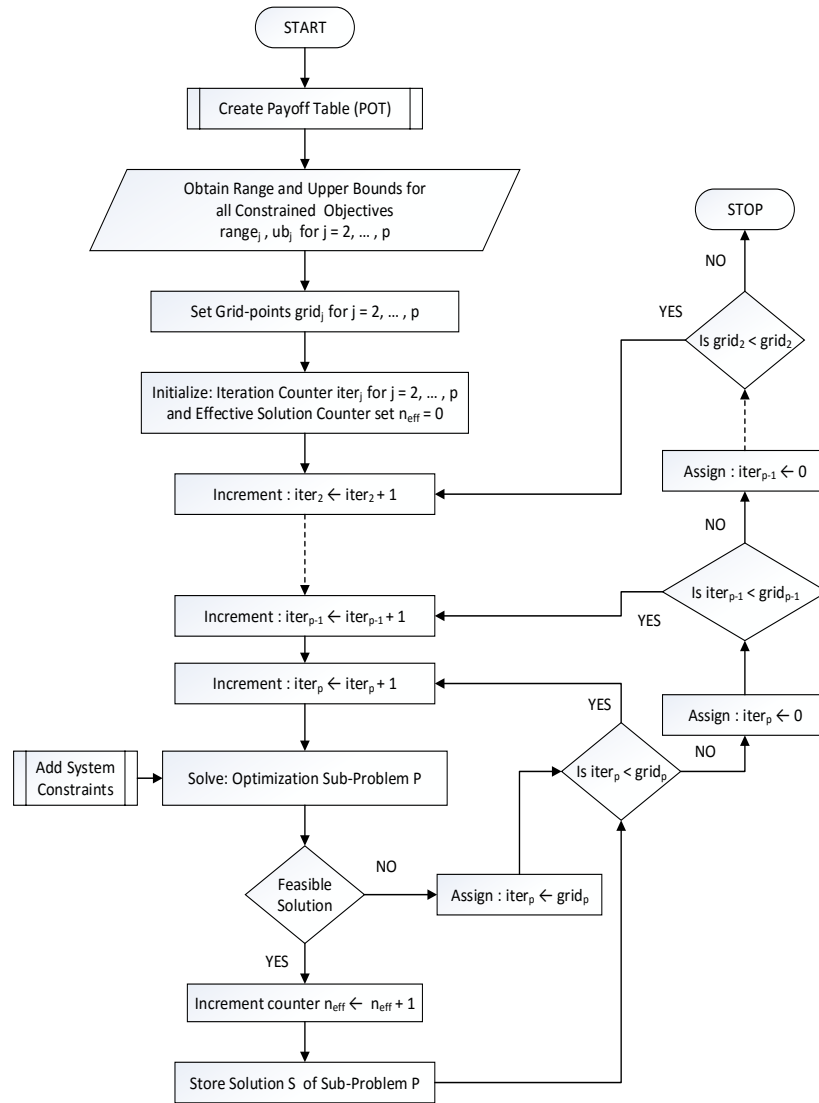 START
Create Payoff Table (POT)
Obtain Range and Upper Bounds for
all Constrained Objectives
rangeⱼ , ubⱼ for j = 2, ... , p
STOP
NO
YES
Set Grid-points gridⱼ for j = 2, ... , p
Is grid₂ < grid₂
Initialize: Iteration Counter iterⱼ for j = 2, ... , p
and Effective Solution Counter set n_eff = 0
Assign : iterₚ₋₁ ← 0
Increment : iter₂ ← iter₂ + 1
NO
Is iterₚ₋₁ < gridₚ₋₁
YES
Increment : iterₚ₋₁ ← iterₚ₋₁ + 1
Increment : iterₚ ← iterₚ + 1
YES
Assign : iterₚ ← 0
NO
Add System
Constraints
Solve: Optimization Sub-Problem P
Is iterₚ < gridₚ
Feasible
Solution
NO
Assign : iterₚ ← gridₚ
YES
Increment counter n_eff ← n_eff + 1
Store Solution S of Sub-Problem P